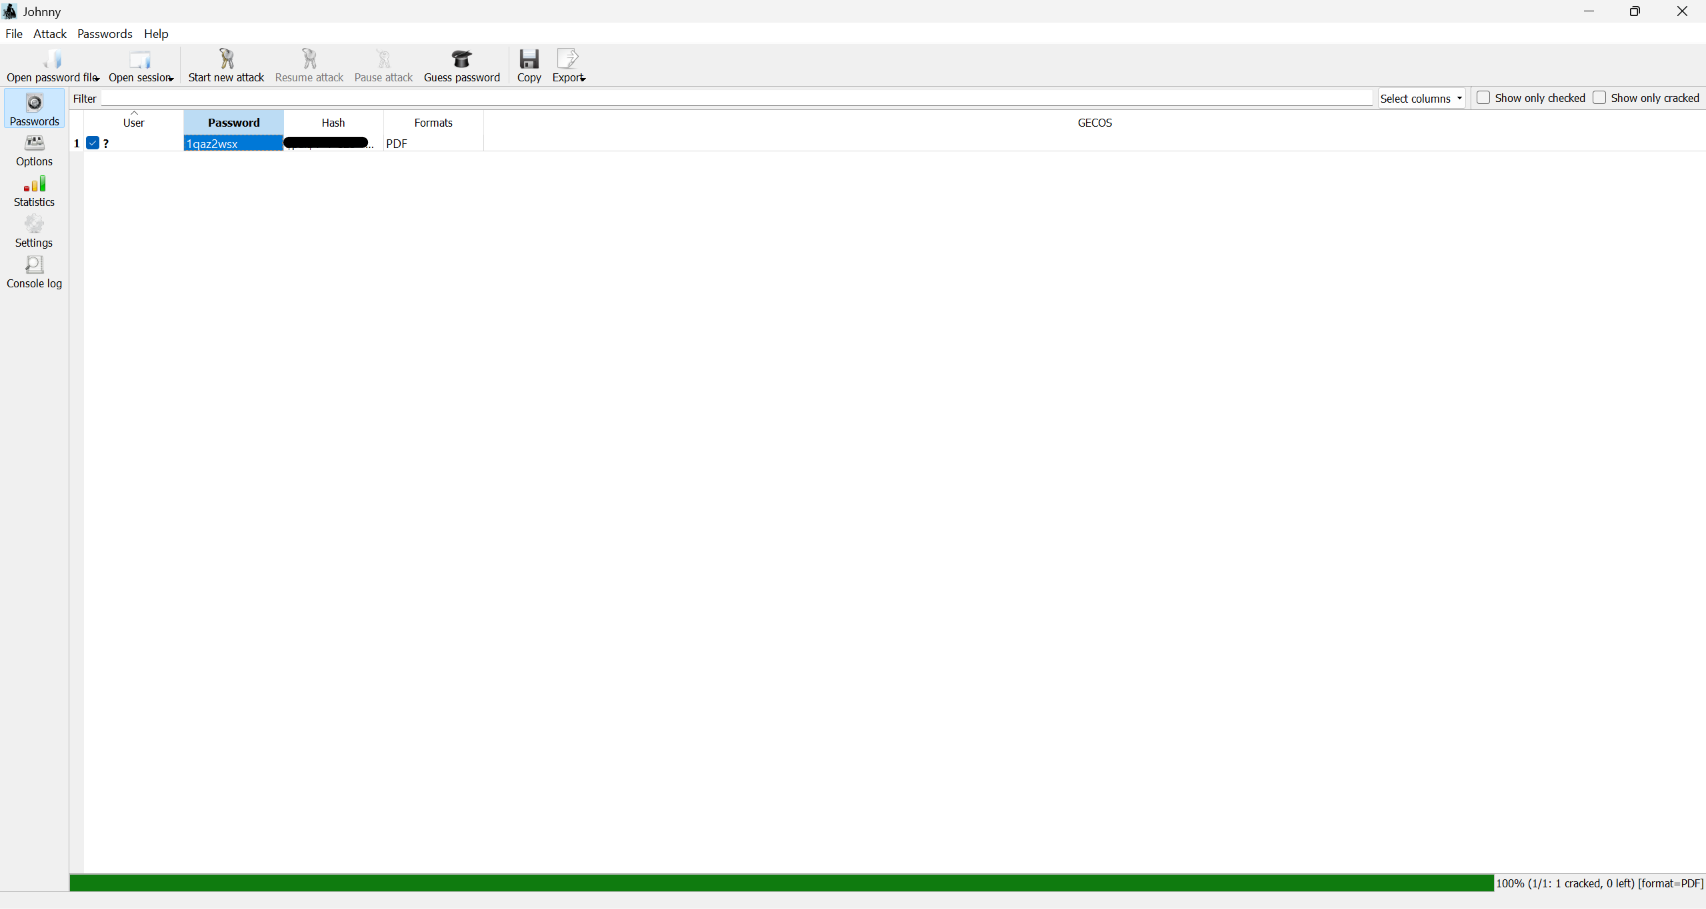 Johnny
File Attack Passwords Help
Open password file Open session Start new attack Resume attack Pause attack Guess password Copy Export
Passwords
Options
Statistics
Settings
Console log
Filter Select columns Show only checked Show only cracked
User Password Hash Formats GECOS
1 ? 1qaz2wsx ... PDF
100% (1/1: 1 cracked, 0 left) [format=PDF]